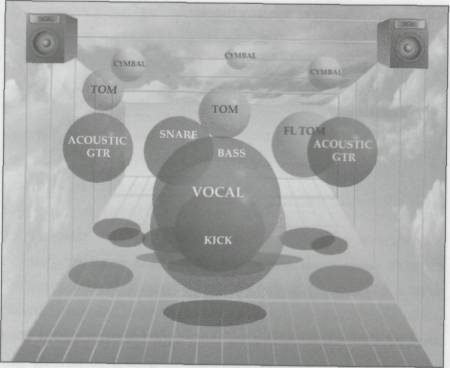 CYMBAL
CYMBAL
CYMBAL
TOM
TOM
SNARE
FL TOM
ACOUSTIC
GTR
BASS
ACOUSTIC
GTR
VOCAL
KICK